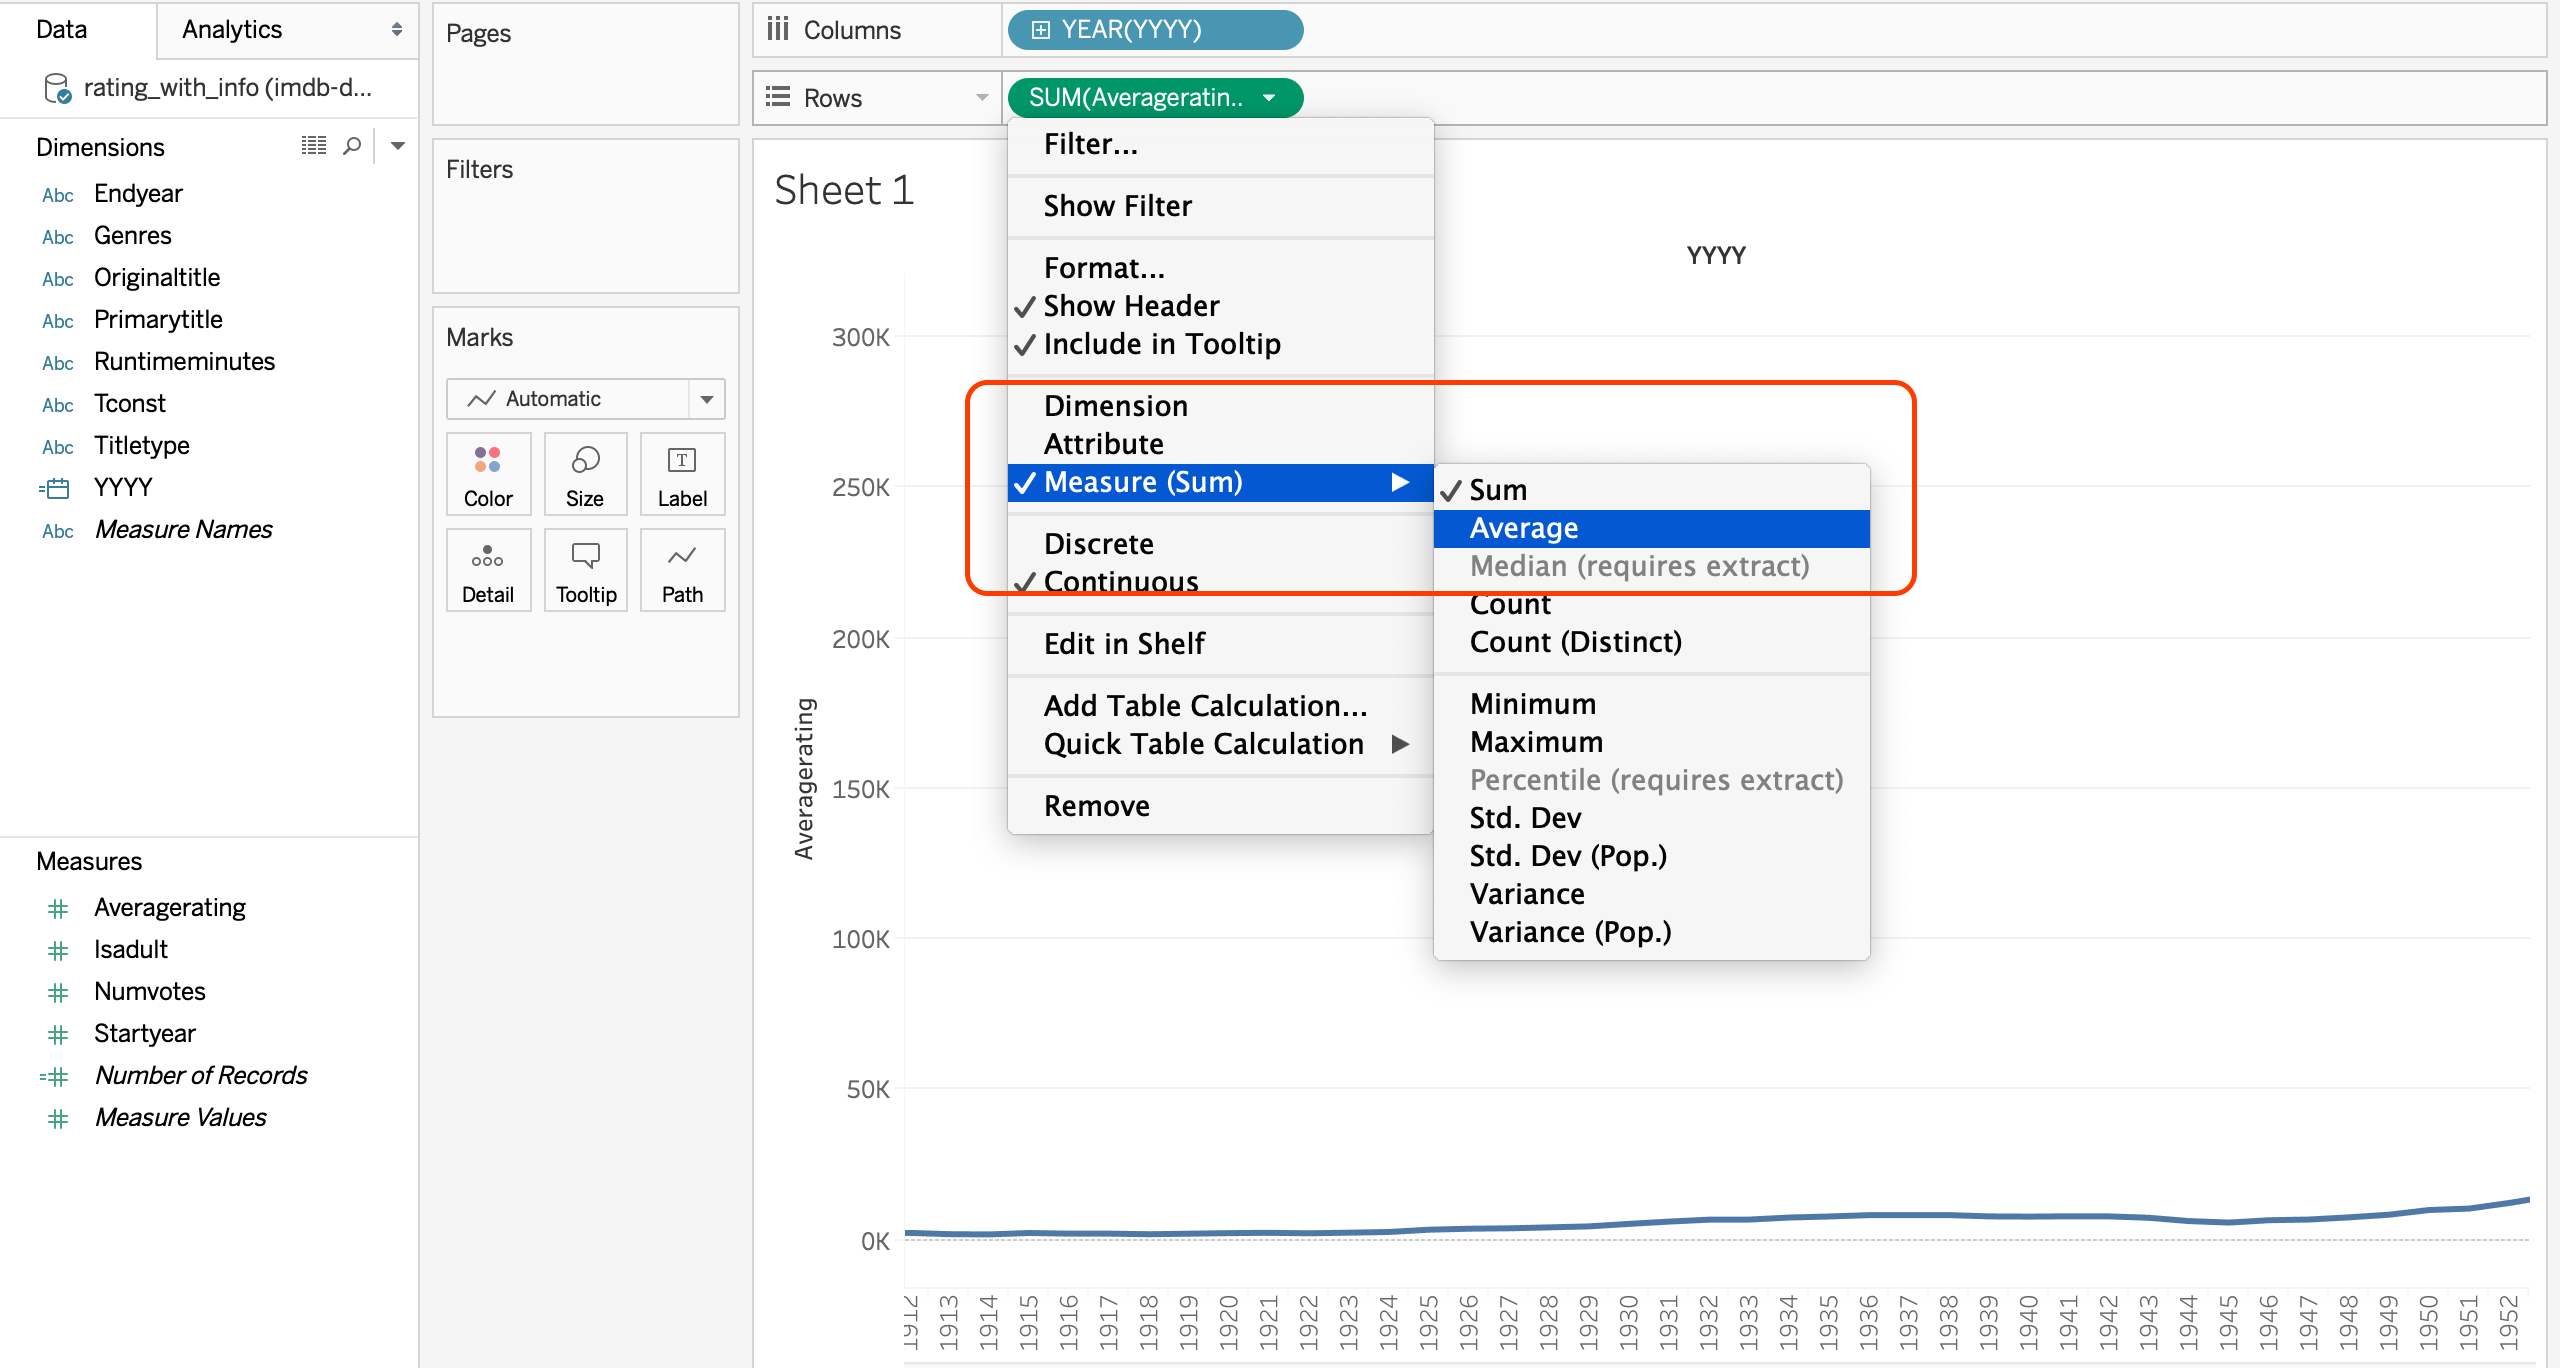 Data
Analytics
rating_with_info (imdb-d...
Dimensions
Abc Endyear
Abc Genres
Abc Originaltitle
Abc Primarytitle
Abc Runtimeminutes
Abc Tconst
Abc Titletype
YYYY
Abc Measure Names
Measures
# Averagerating
# Isadult
# Numvotes
# Startyear
=# Number of Records
# Measure Values
Pages
Filters
Marks
Automatic
Color
Size
T
Label
Detail
Tooltip
Path
Columns
YEAR(YYYY)
Rows
SUM(Averageratin..
Sheet 1
Filter...
Show Filter
Format...
Show Header
Include in Tooltip
Dimension
Attribute
Measure (Sum)
Discrete
Continuous
Edit in Shelf
Add Table Calculation...
Quick Table Calculation
Remove
Sum
Average
Median (requires extract)
Count
Count (Distinct)
Minimum
Maximum
Percentile (requires extract)
Std. Dev
Std. Dev (Pop.)
Variance
Variance (Pop.)
YYYY
Averagerating
300K
250K
200K
150K
100K
50K
0K
1912
1913
1914
1915
1916
1917
1918
1919
1920
1921
1922
1923
1924
1925
1926
1927
1928
1929
1930
1931
1932
1933
1934
1935
1936
1937
1938
1939
1940
1941
1942
1943
1944
1945
1946
1947
1948
1949
1950
1951
1952